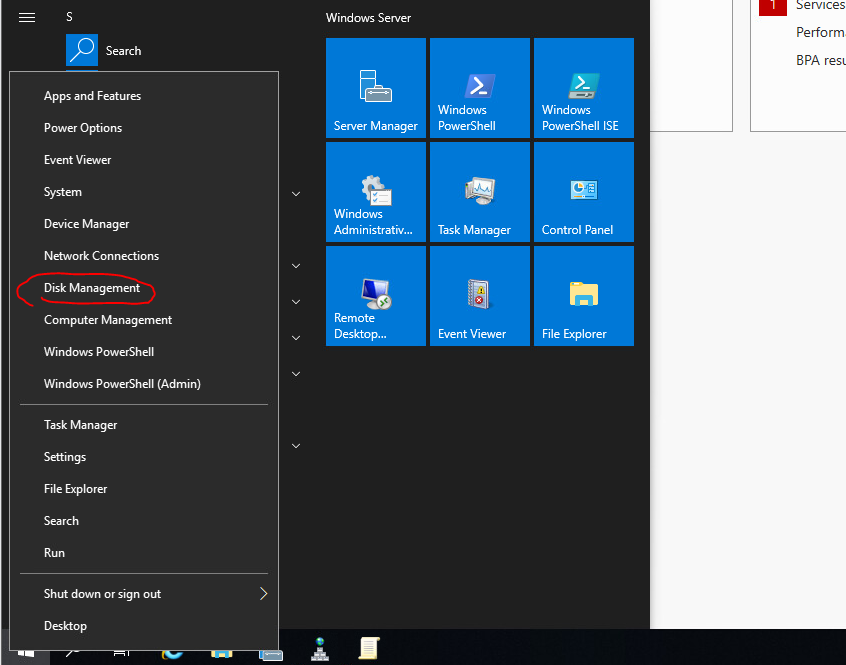 S
Search
Apps and Features
Power Options
Event Viewer
System
Device Manager
Network Connections
Disk Management
Computer Management
Windows PowerShell
Windows PowerShell (Admin)
Task Manager
Settings
File Explorer
Search
Run
Shut down or sign out
Desktop
Windows Server
Server Manager
Windows
PowerShell
Windows
PowerShell ISE
Windows
Administrativ...
Task Manager
Control Panel
Remote
Desktop...
Event Viewer
File Explorer
1
Services
BPA